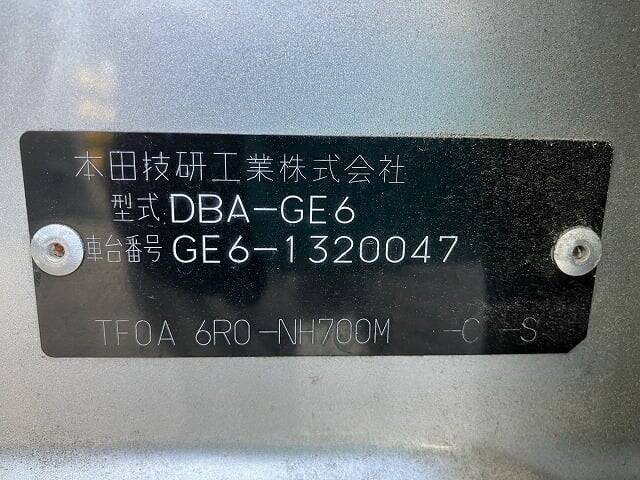 本田技研工業株式会社
型式 DBA-GE6
車台番号 GE6-1320047
TF0A 6R0-NH700M -C -S